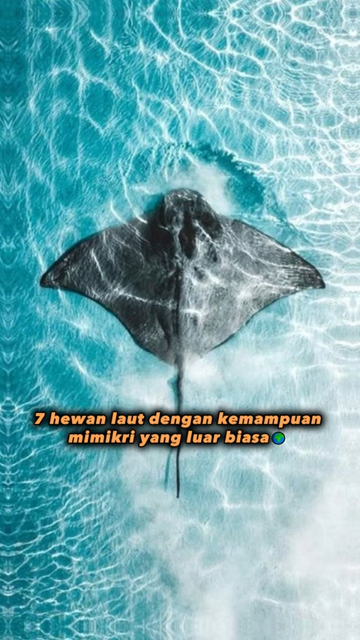 7 hewan laut dengan kemampuan
mimikri yang luar biasa🌍